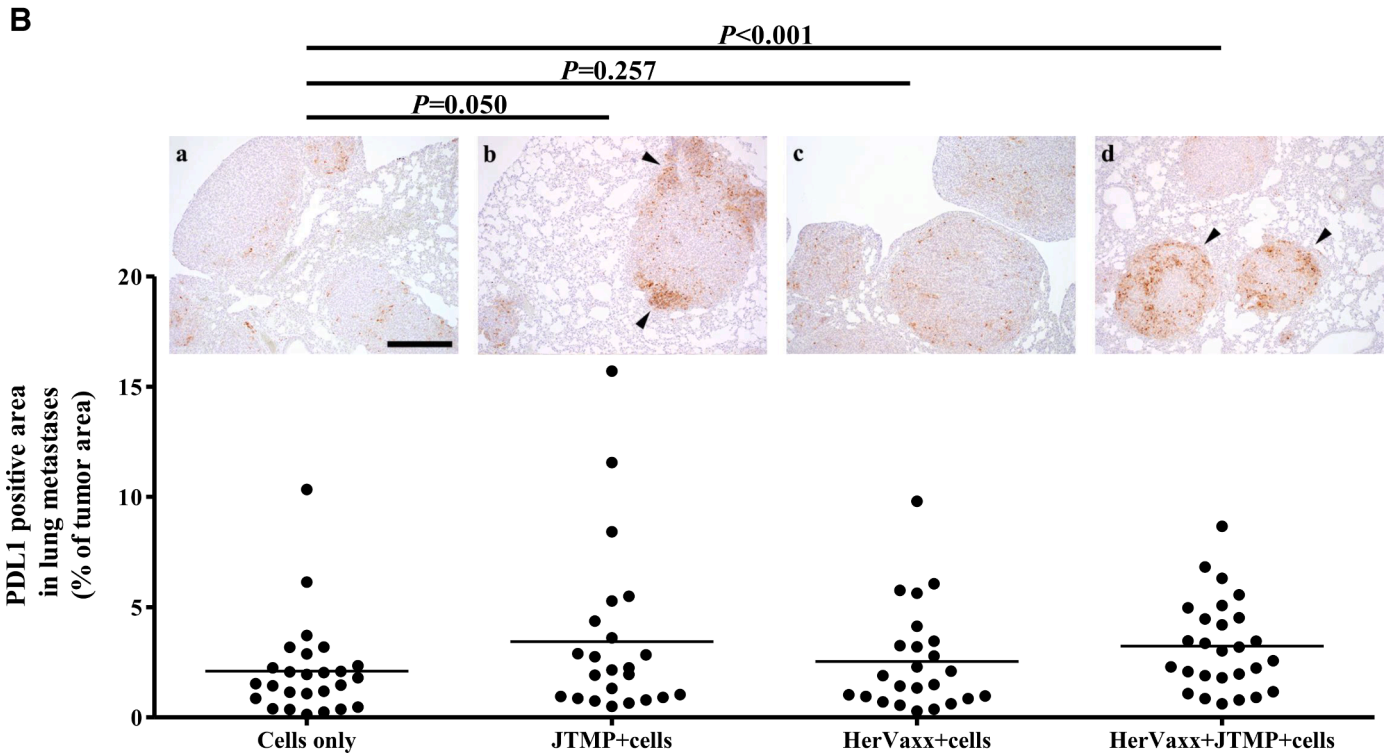 B
P<0.001
P=0.257
P=0.050
a
b
c
d
20
15
10
5
0
PDL1 positive area
in lung metastases
(% of tumor area)
Cells only
JTMP+cells
HerVaxx+cells
HerVaxx+JTMP+cells